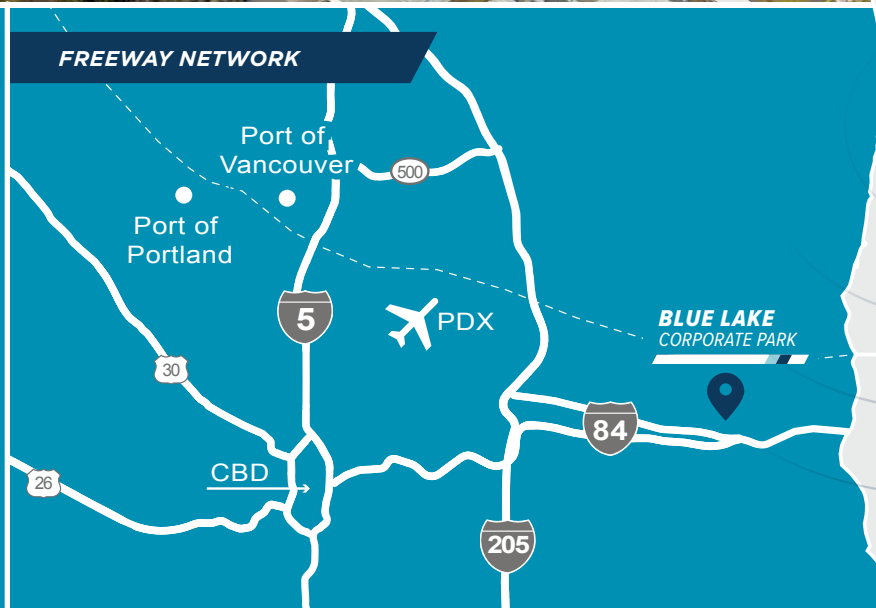 FREEWAY NETWORK
Port of
Vancouver
500
Port of
Portland
5
PDX
BLUE LAKE
CORPORATE PARK
30
84
CBD
26
205